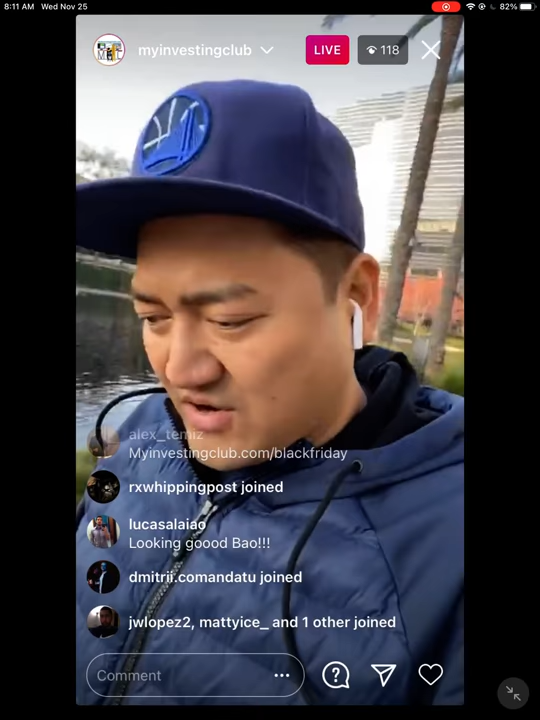 8:11 AM Wed Nov 25
82%
myinvestingclub
LIVE
118
alex_temiz
Myinvestingclub.com/blackfriday
rxwhippingpost joined
lucasalaiao
Looking goood Bao!!!
dmitrii.comandatu joined
jwlopez2, mattyice_ and 1 other joined
Comment